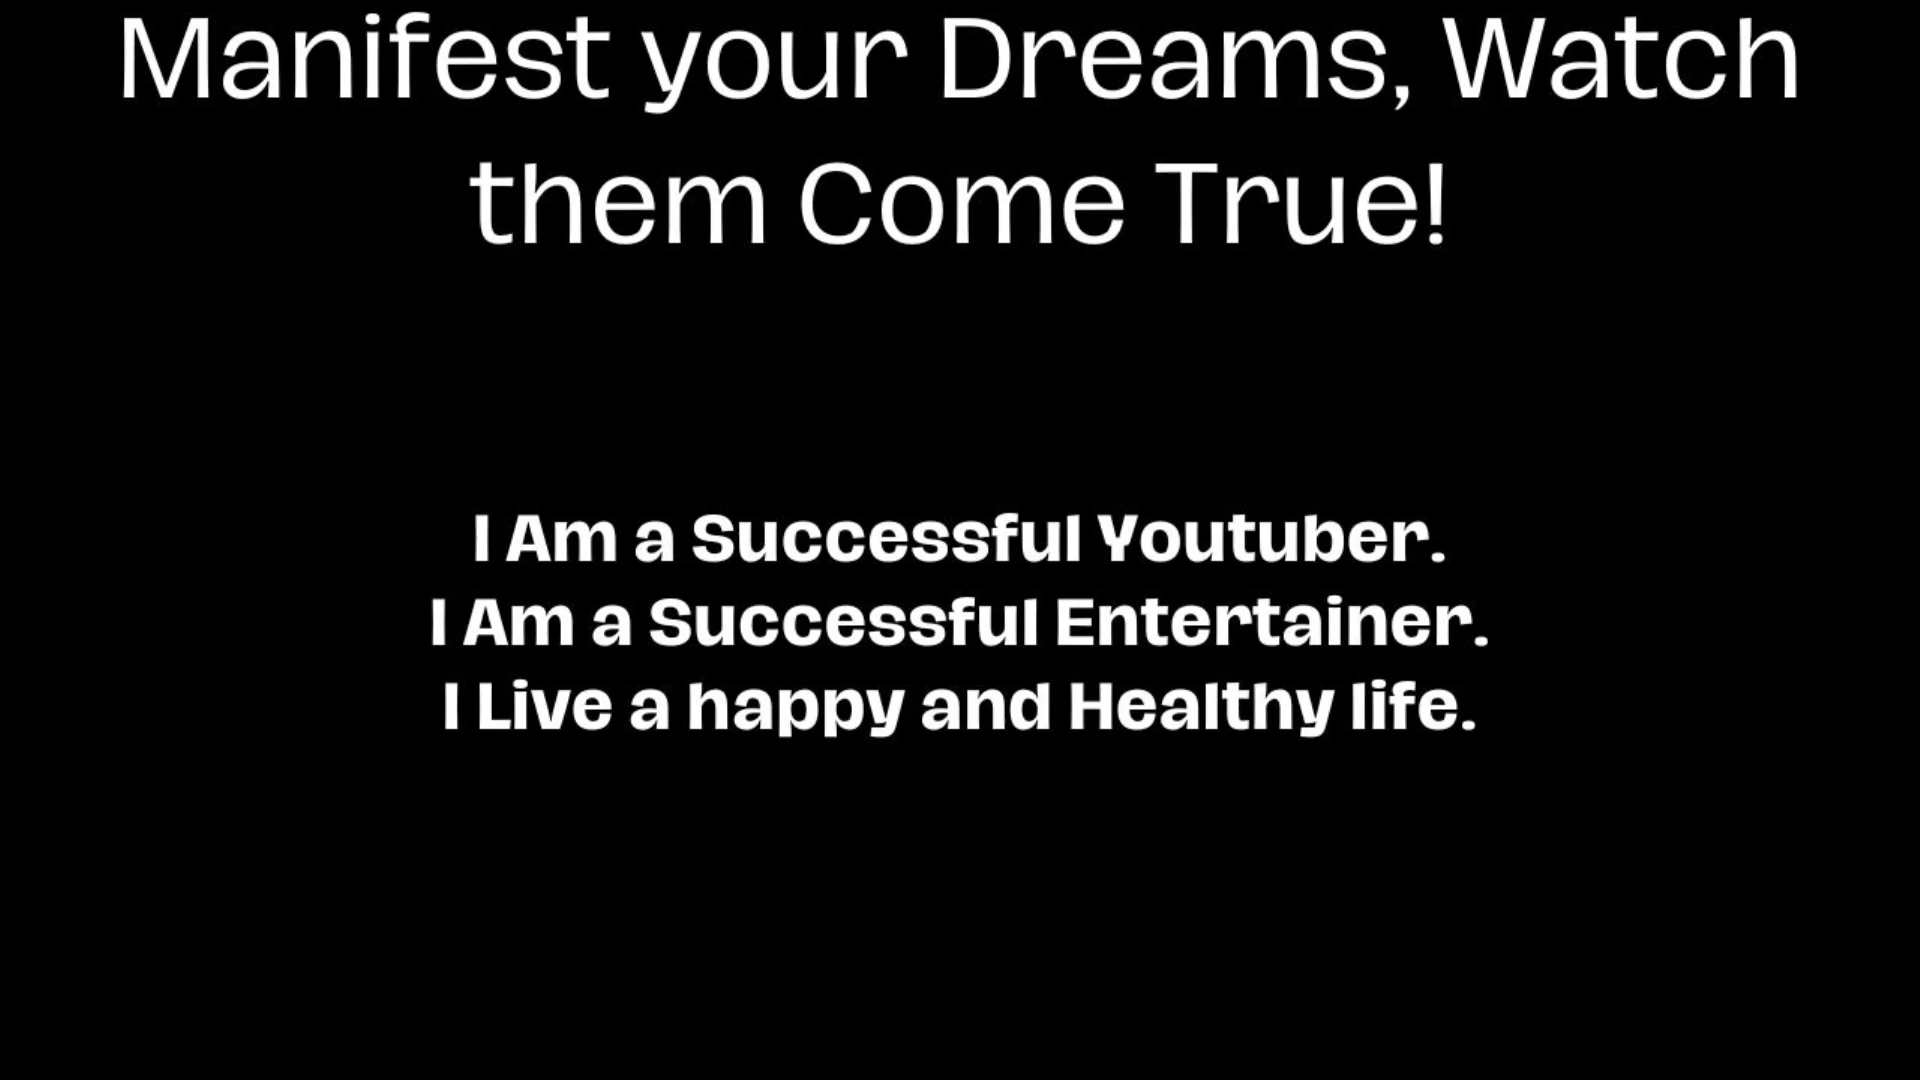 Manifest your Dreams, Watch
them Come True!
I Am a Successful Youtuber.
I Am a Successful Entertainer.
I Live a happy and Healthy life.